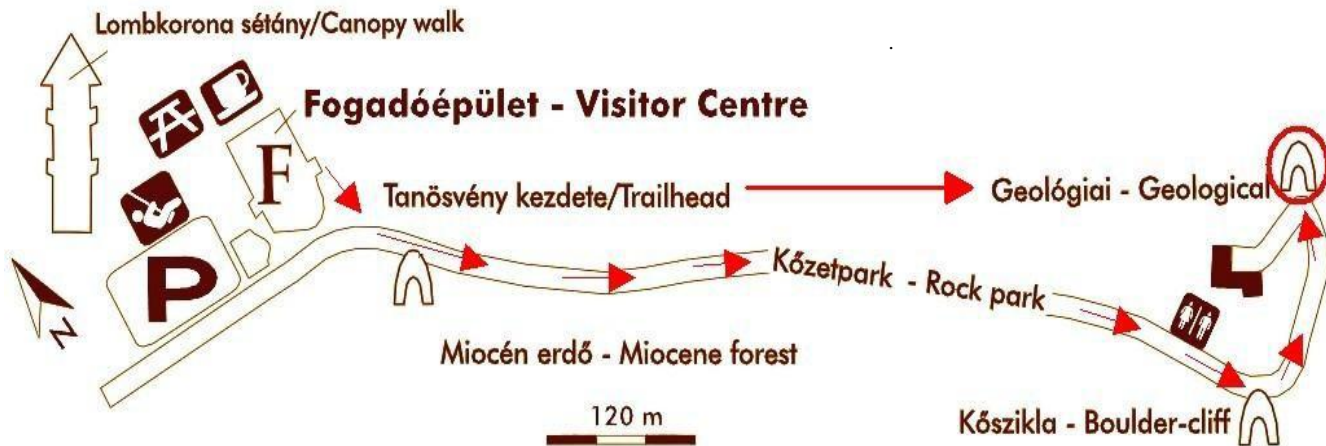 Lombkorona sétány/Canopy walk
Fogadóépület - Visitor Centre
F
Tanösvény kezdete/Trailhead
Geológiai - Geological
P
Kőzetpark - Rock park
N
Miocén erdő - Miocene forest
120 m
Kőszikla - Boulder-cliff